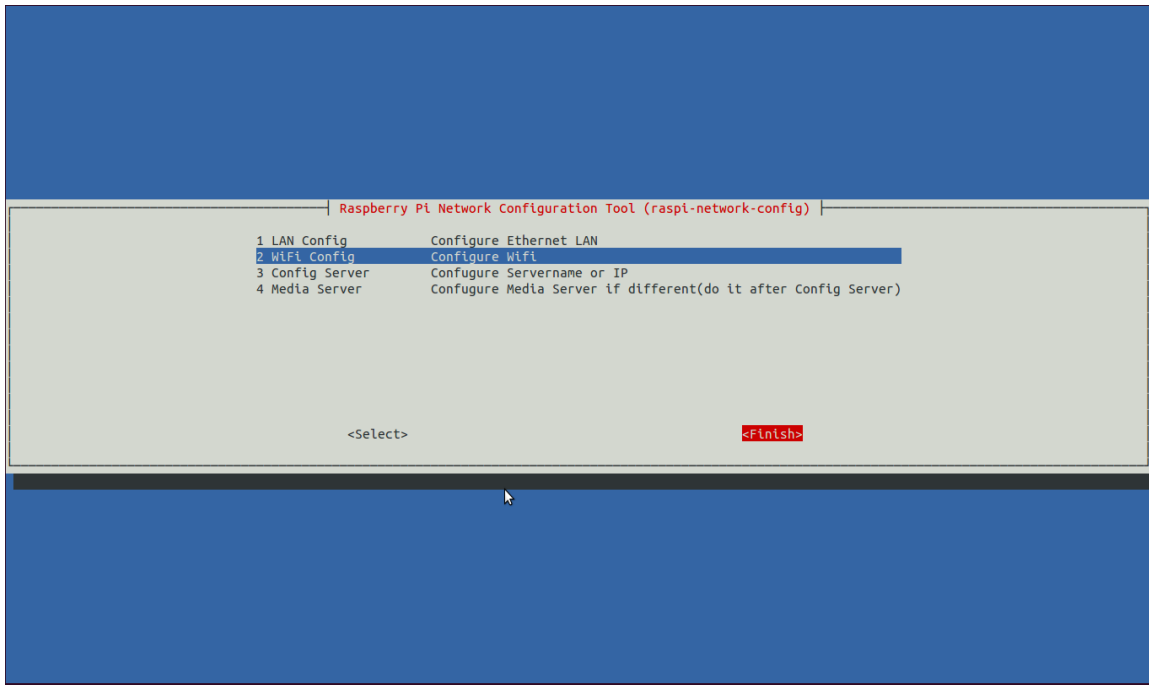 Raspberry Pi Network Configuration Tool (raspi-network-config)
1 LAN Config Configure Ethernet LAN
2 WiFi Config Configure Wifi
3 Config Server Confugure Servername or IP
4 Media Server Confugure Media Server if different(do it after Config Server)
<Select> <Finish>